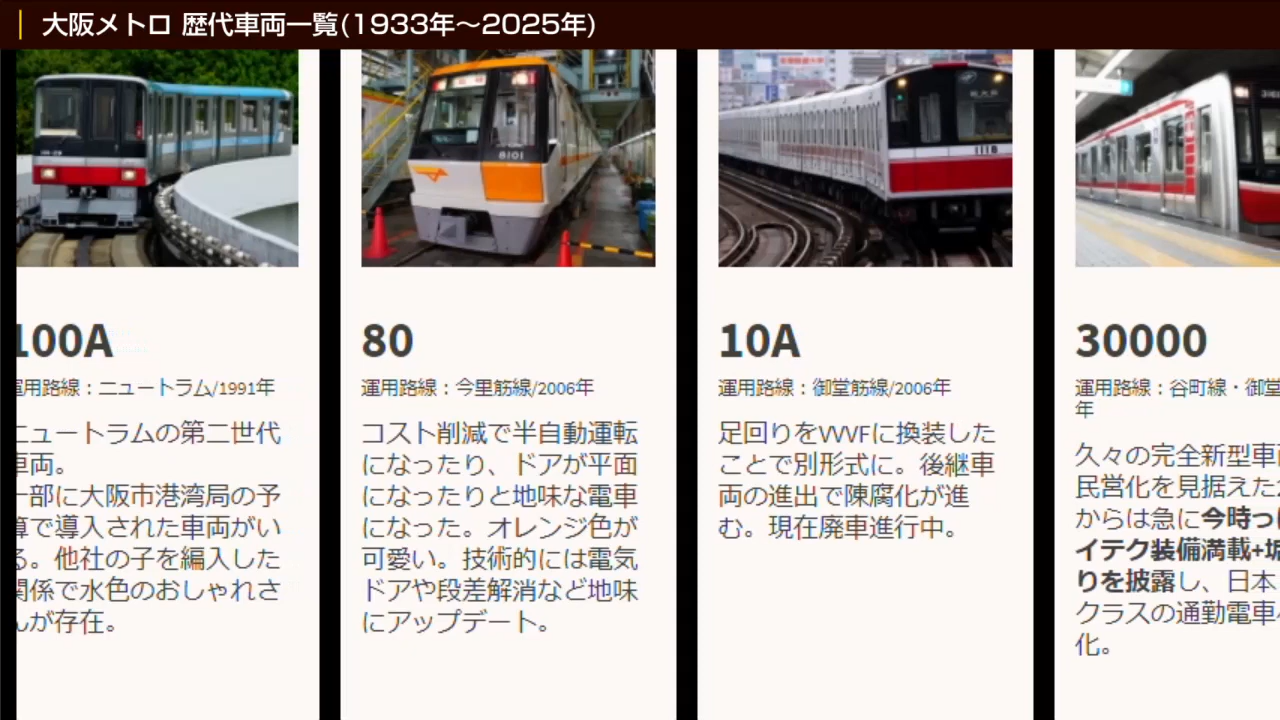 大阪メトロ 歴代車両一覧(1933年～2025年)
8101
1118
100A
運用路線：ニュートラム/1991年
ニュートラムの第二世代
車両。
一部に大阪市港湾局の予
算で導入された車両がい
る。他社の子を編入した
関係で水色のおしゃれさ
んが存在。
80
運用路線：今里筋線/2006年
コスト削減で半自動運転
になったり、ドアが平面
になったりと地味な電車
になった。オレンジ色が
可愛い。技術的には電気
ドアや段差解消など地味
にアップデート。
10A
運用路線：御堂筋線/2006年
足回りをVVVFに換装した
ことで別形式に。後継車
両の進出で陳腐化が進
む。現在廃車進行中。
30000
運用路線：谷町線・御堂
年
久々の完全新型車
民営化を見据えた
からは急に今時っ
イテク装備満載+堀
りを披露し、日本
クラスの通勤電車
化。